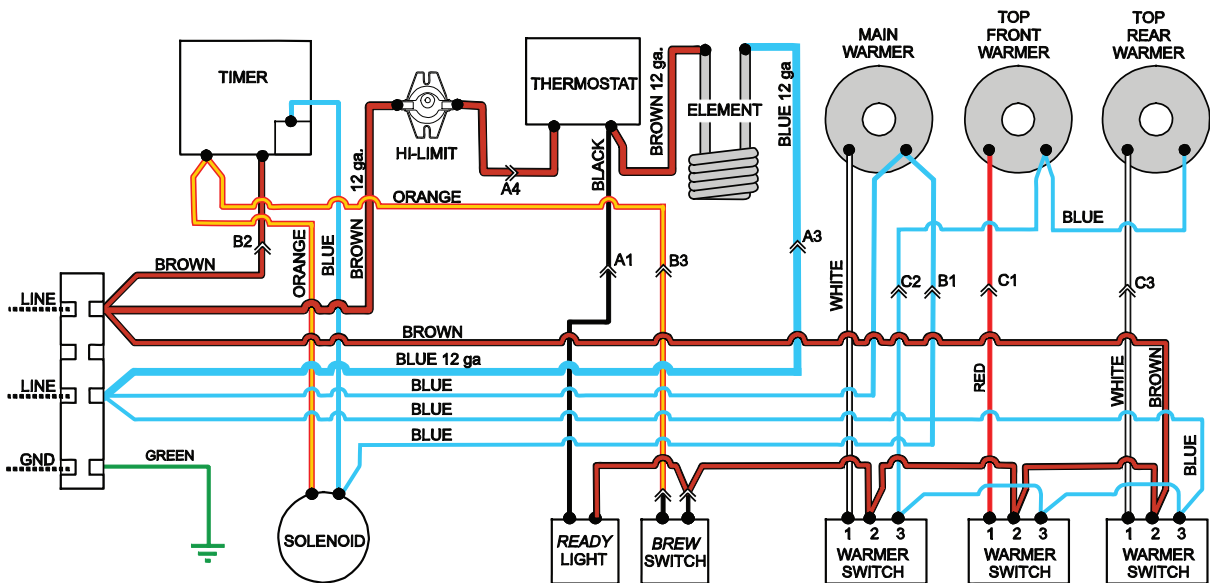 MAIN
WARMER
TOP
FRONT
WARMER
TOP
REAR
WARMER
TIMER
HI-LIMIT
THERMOSTAT
ELEMENT
BROWN 12 ga.
BLUE 12 ga
12 ga.
BROWN
BLACK
A4
ORANGE
B2
BROWN
ORANGE
BLUE
A1
B3
A3
WHITE
C2
B1
C1
BLUE
C3
LINE
BROWN
BLUE 12 ga
LINE
BLUE
BLUE
BLUE
RED
WHITE
BROWN
BLUE
GND
GREEN
SOLENOID
READY
LIGHT
BREW
SWITCH
1 2 3
WARMER
SWITCH
1 2 3
WARMER
SWITCH
1 2 3
WARMER
SWITCH